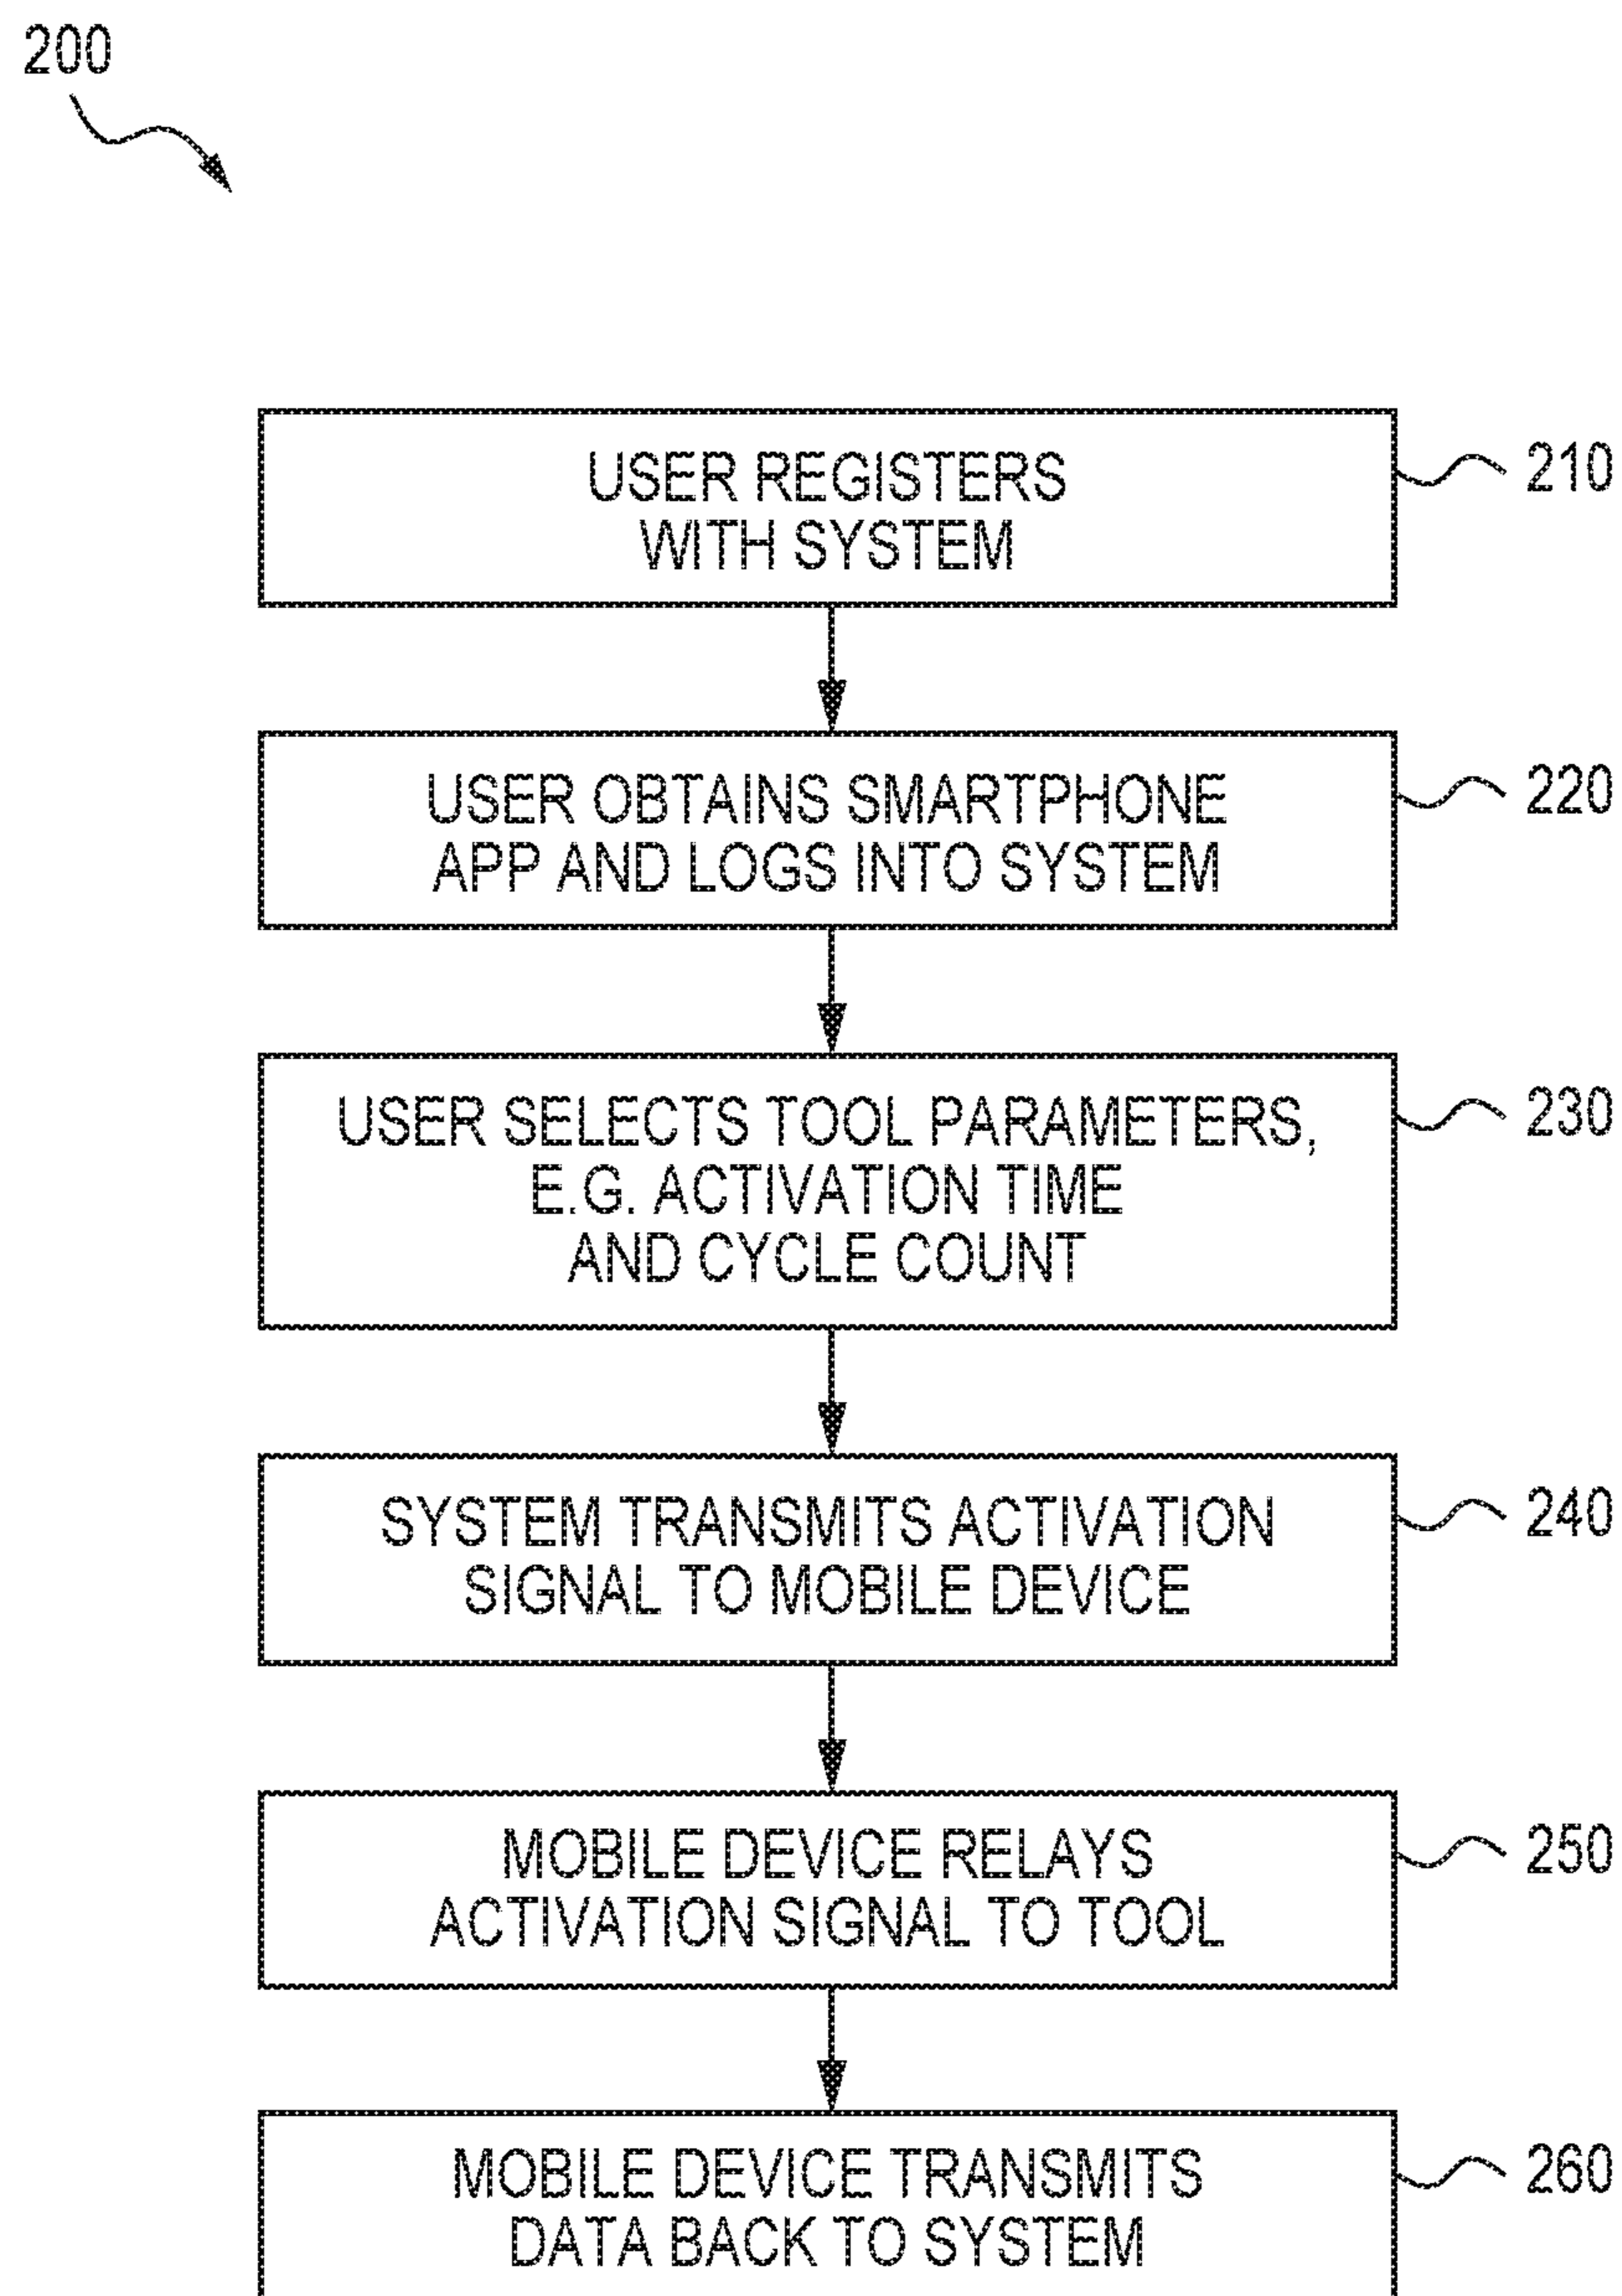 200
USER REGISTERS
WITH SYSTEM
210
USER OBTAINS SMARTPHONE
APP AND LOGS INTO SYSTEM
220
USER SELECTS TOOL PARAMETERS,
E.G. ACTIVATION TIME
AND CYCLE COUNT
230
SYSTEM TRANSMITS ACTIVATION
SIGNAL TO MOBILE DEVICE
240
MOBILE DEVICE RELAYS
ACTIVATION SIGNAL TO TOOL
250
MOBILE DEVICE TRANSMITS
DATA BACK TO SYSTEM
260